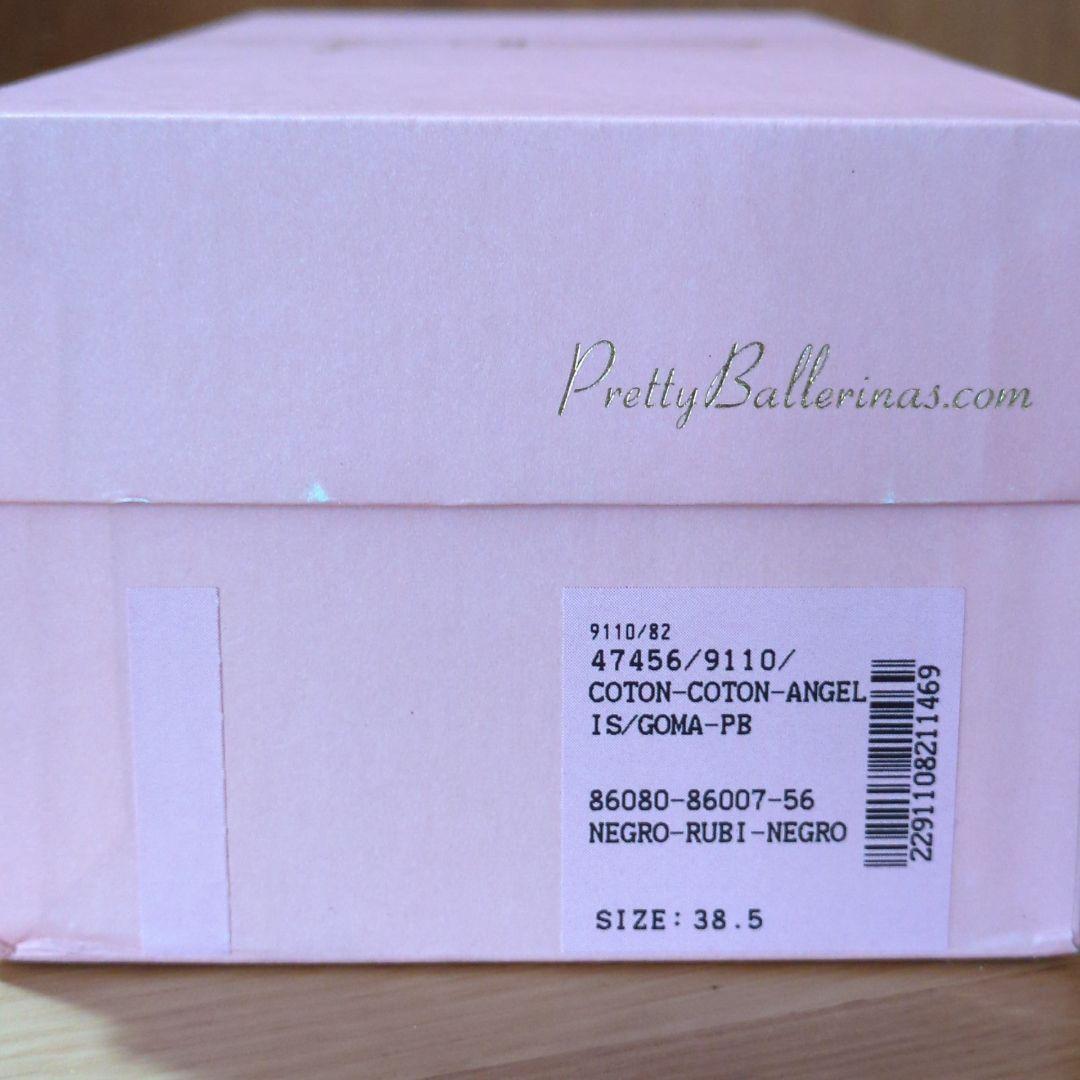 PrettyBallerinas.com
9110/82
47456/9110/
COTON-COTON-ANGEL
IS/GOMA-PB
86080-86007-56
NEGRO-RUBI-NEGRO
SIZE: 38.5
2291108211469